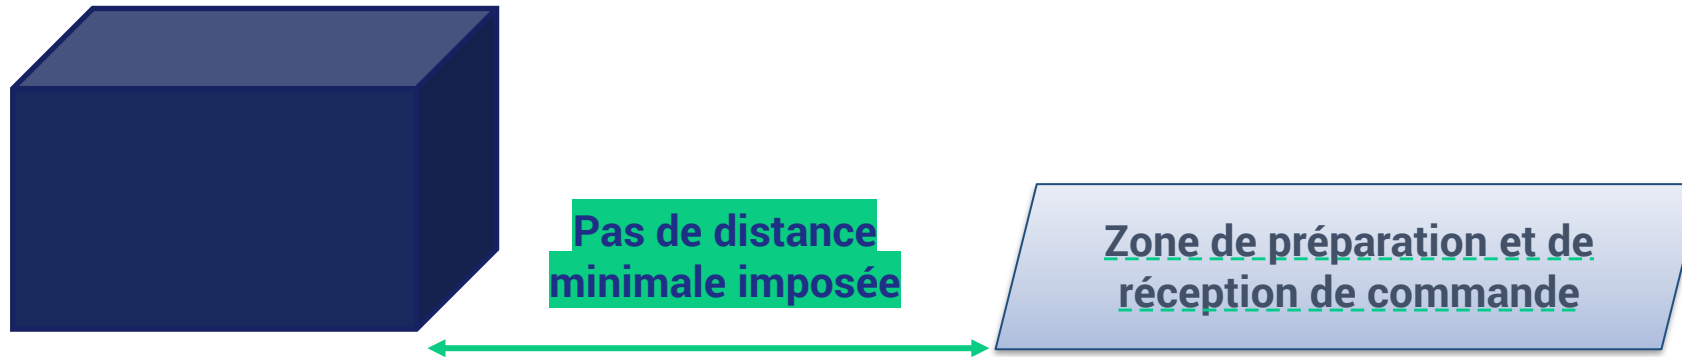 Pas de distance
minimale imposée
Zone de préparation et de
réception de commande